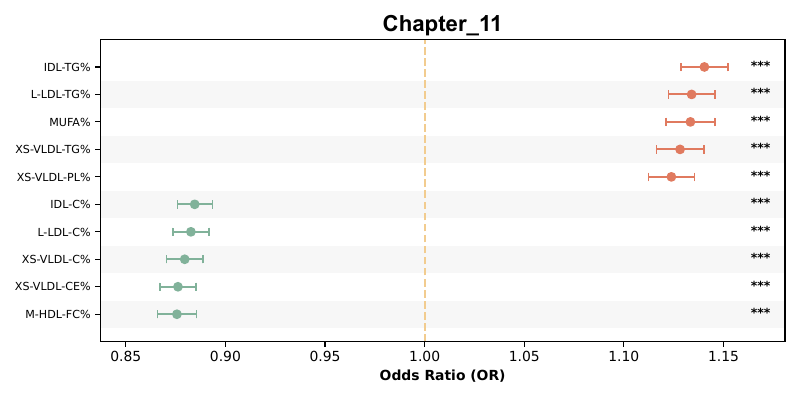 Chapter_11
IDL-TG% ***
L-LDL-TG% ***
MUFA% ***
XS-VLDL-TG% ***
XS-VLDL-PL% ***
IDL-C% ***
L-LDL-C% ***
XS-VLDL-C% ***
XS-VLDL-CE% ***
M-HDL-FC% ***
0.85 0.90 0.95 1.00 1.05 1.10 1.15
Odds Ratio (OR)